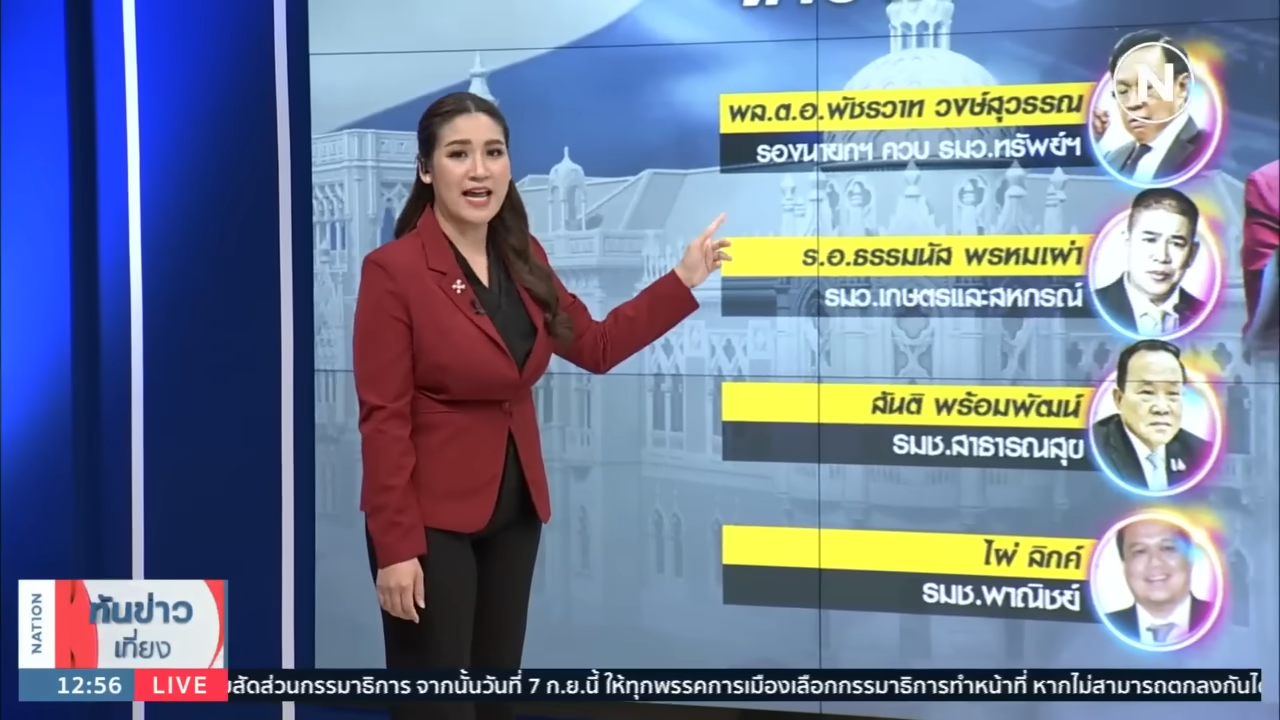 N
พล.ต.อ.พัชรวาท วงษ์สุวรรณ
รองนายกฯ ควบ รมว.ทรัพย์ฯ
ร.อ.ธรรมนัส พรหมเผ่า
รมว.เกษตรและสหกรณ์
สันติ พร้อมพัฒน์
รมช.สาธารณสุข
ไผ่ ลิกค์
รมช.พาณิชย์
NATION
ทันข่าว
เที่ยง
12:56 LIVE
สัดส่วนกรรมาธิการ จากนั้นวันที่ 7 ก.ย.นี้ ให้ทุกพรรคการเมืองเลือกกรรมาธิการทำหน้าที่ หากไม่สามารถตกลงกัน